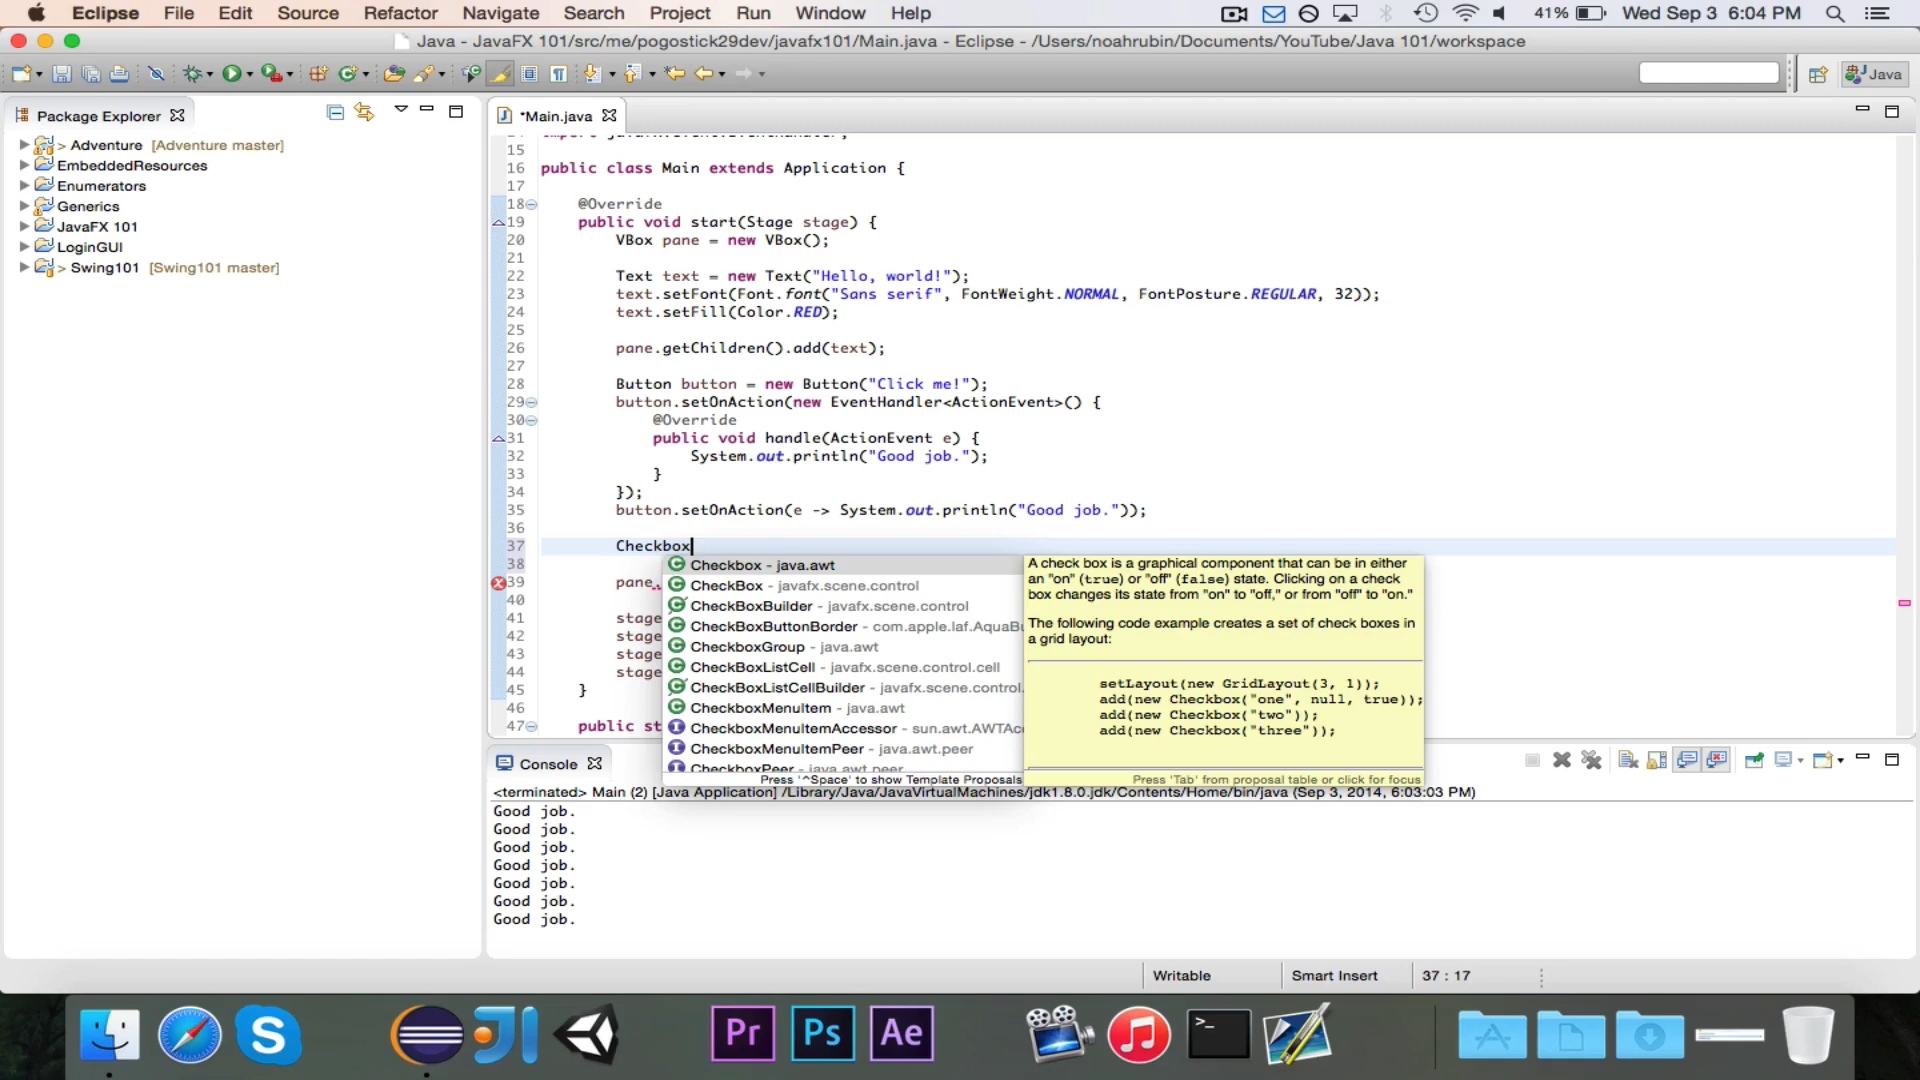 Eclipse File Edit Source Refactor Navigate Search Project Run Window Help 41% Wed Sep 3 6:04 PM
Java - JavaFX 101/src/me/pogostick29dev/javafx101/Main.java - Eclipse - /Users/noahrubin/Documents/YouTube/Java 101/workspace
Java
Package Explorer
> Adventure [Adventure master]
EmbeddedResources
Enumerators
Generics
JavaFX 101
LoginGUI
> Swing101 [Swing101 master]
*Main.java
15
16 public class Main extends Application {
17
18 @Override
19 public void start(Stage stage) {
20 VBox pane = new VBox();
21
22 Text text = new Text("Hello, world!");
23 text.setFont(Font.font("Sans serif", FontWeight.NORMAL, FontPosture.REGULAR, 32));
24 text.setFill(Color.RED);
25
26 pane.getChildren().add(text);
27
28 Button button = new Button("Click me!");
29 button.setOnAction(new EventHandler<ActionEvent>() {
30 @Override
31 public void handle(ActionEvent e) {
32 System.out.println("Good job.");
33 }
34 });
35 button.setOnAction(e -> System.out.println("Good job."));
36
37 Checkbox
38
39 pane.
40
41 stage
42 stage
43 stage
44 stage
45 }
46
47 public st
Checkbox - java.awt
CheckBox - javafx.scene.control
CheckBoxBuilder - javafx.scene.control
CheckBoxButtonBorder - com.apple.laf.AquaBu
CheckboxGroup - java.awt
CheckBoxListCell - javafx.scene.control.cell
CheckBoxListCellBuilder - javafx.scene.control.
CheckboxMenuItem - java.awt
CheckboxMenuItemAccessor - sun.awt.AWTAcc
CheckboxMenuItemPeer - java.awt.peer
CheckboxPeer - java.awt.peer
Press '^Space' to show Template Proposals
A check box is a graphical component that can be in either
an "on" (true) or "off" (false) state. Clicking on a check
box changes its state from "on" to "off," or from "off" to "on."
The following code example creates a set of check boxes in
a grid layout:
setLayout(new GridLayout(3, 1));
add(new Checkbox("one", null, true));
add(new Checkbox("two"));
add(new Checkbox("three"));
Press 'Tab' from proposal table or click for focus
Console
<terminated> Main (2) [Java Application] /Library/Java/JavaVirtualMachines/jdk1.8.0.jdk/Contents/Home/bin/java (Sep 3, 2014, 6:03:03 PM)
Good job.
Good job.
Good job.
Good job.
Good job.
Good job.
Good job.
Writable Smart Insert 37 : 17
S JI Pr Ps Ae >_